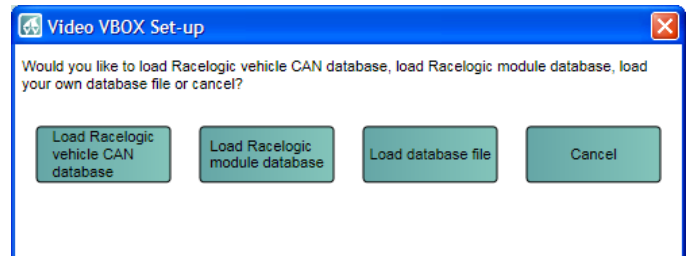 Video VBOX Set-up
Would you like to load Racelogic vehicle CAN database, load Racelogic module database, load
your own database file or cancel?
Load Racelogic
vehicle CAN
database
Load Racelogic
module database
Load database file
Cancel